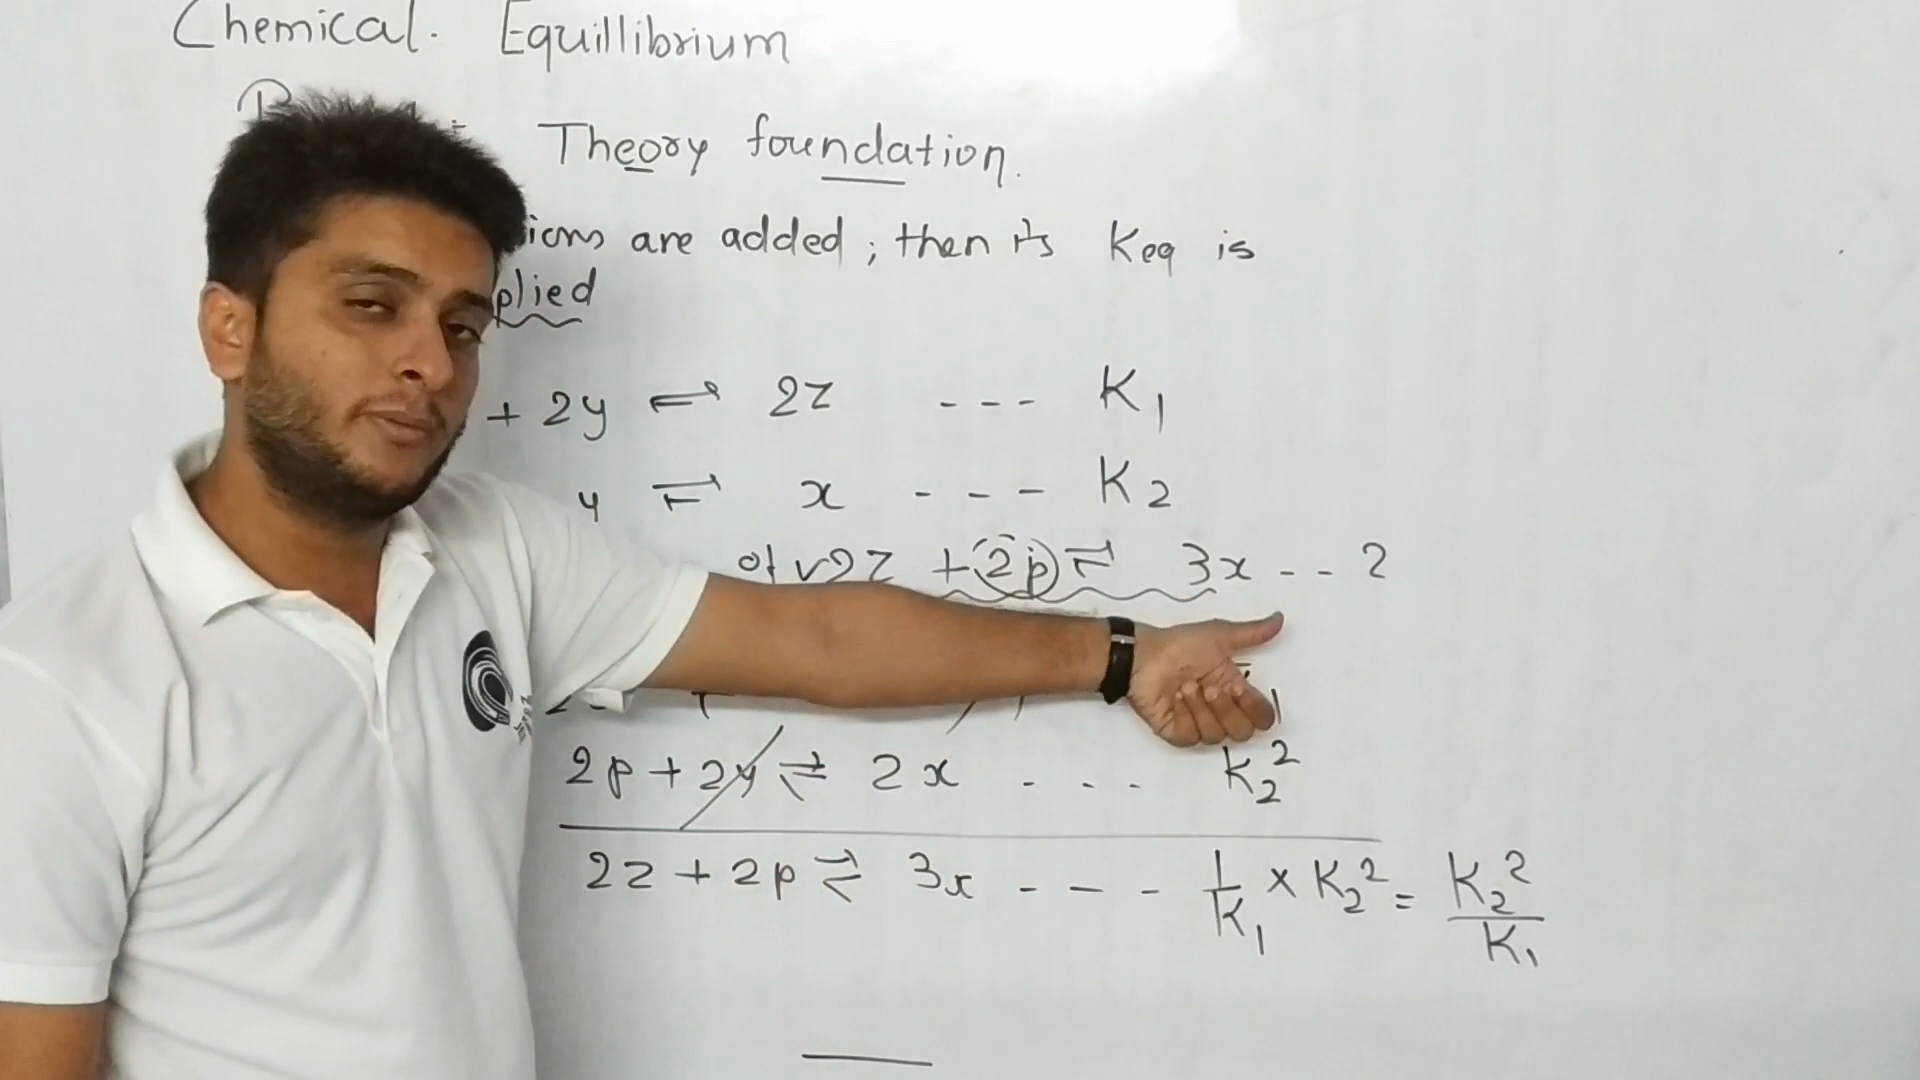 Chemical. Equillibrium
Theory foundation.
ions are added ; then its Keq is
plied
+ 2y ⇌ 2z --- K₁
y ⇌ x --- K₂
2z + 2p ⇌ 3x -- ?
2p + 2y ⇌ 2x ... K₂²
2z + 2p ⇌ 3x --- 1/K₁ × K₂² = K₂²/K₁